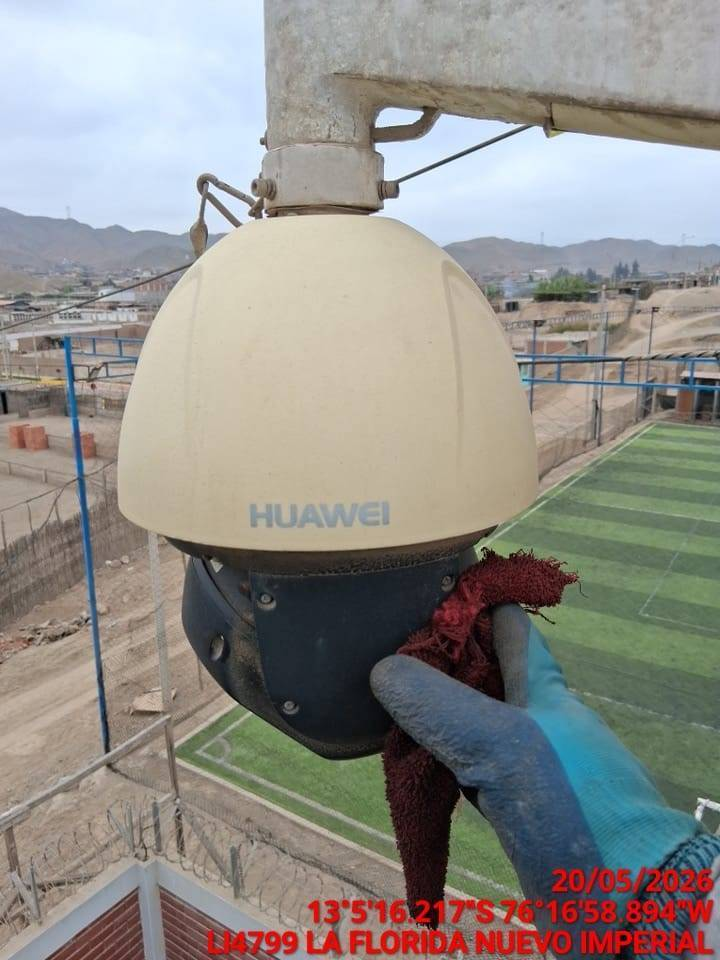 HUAWEI
20/05/2026
13°5'16.217"S 76°16'58.894"W
LI4799 LA FLORIDA NUEVO IMPERIAL